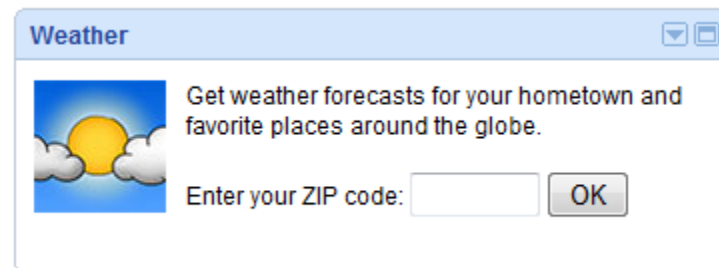 Weather
Get weather forecasts for your hometown and
favorite places around the globe.
Enter your ZIP code: OK